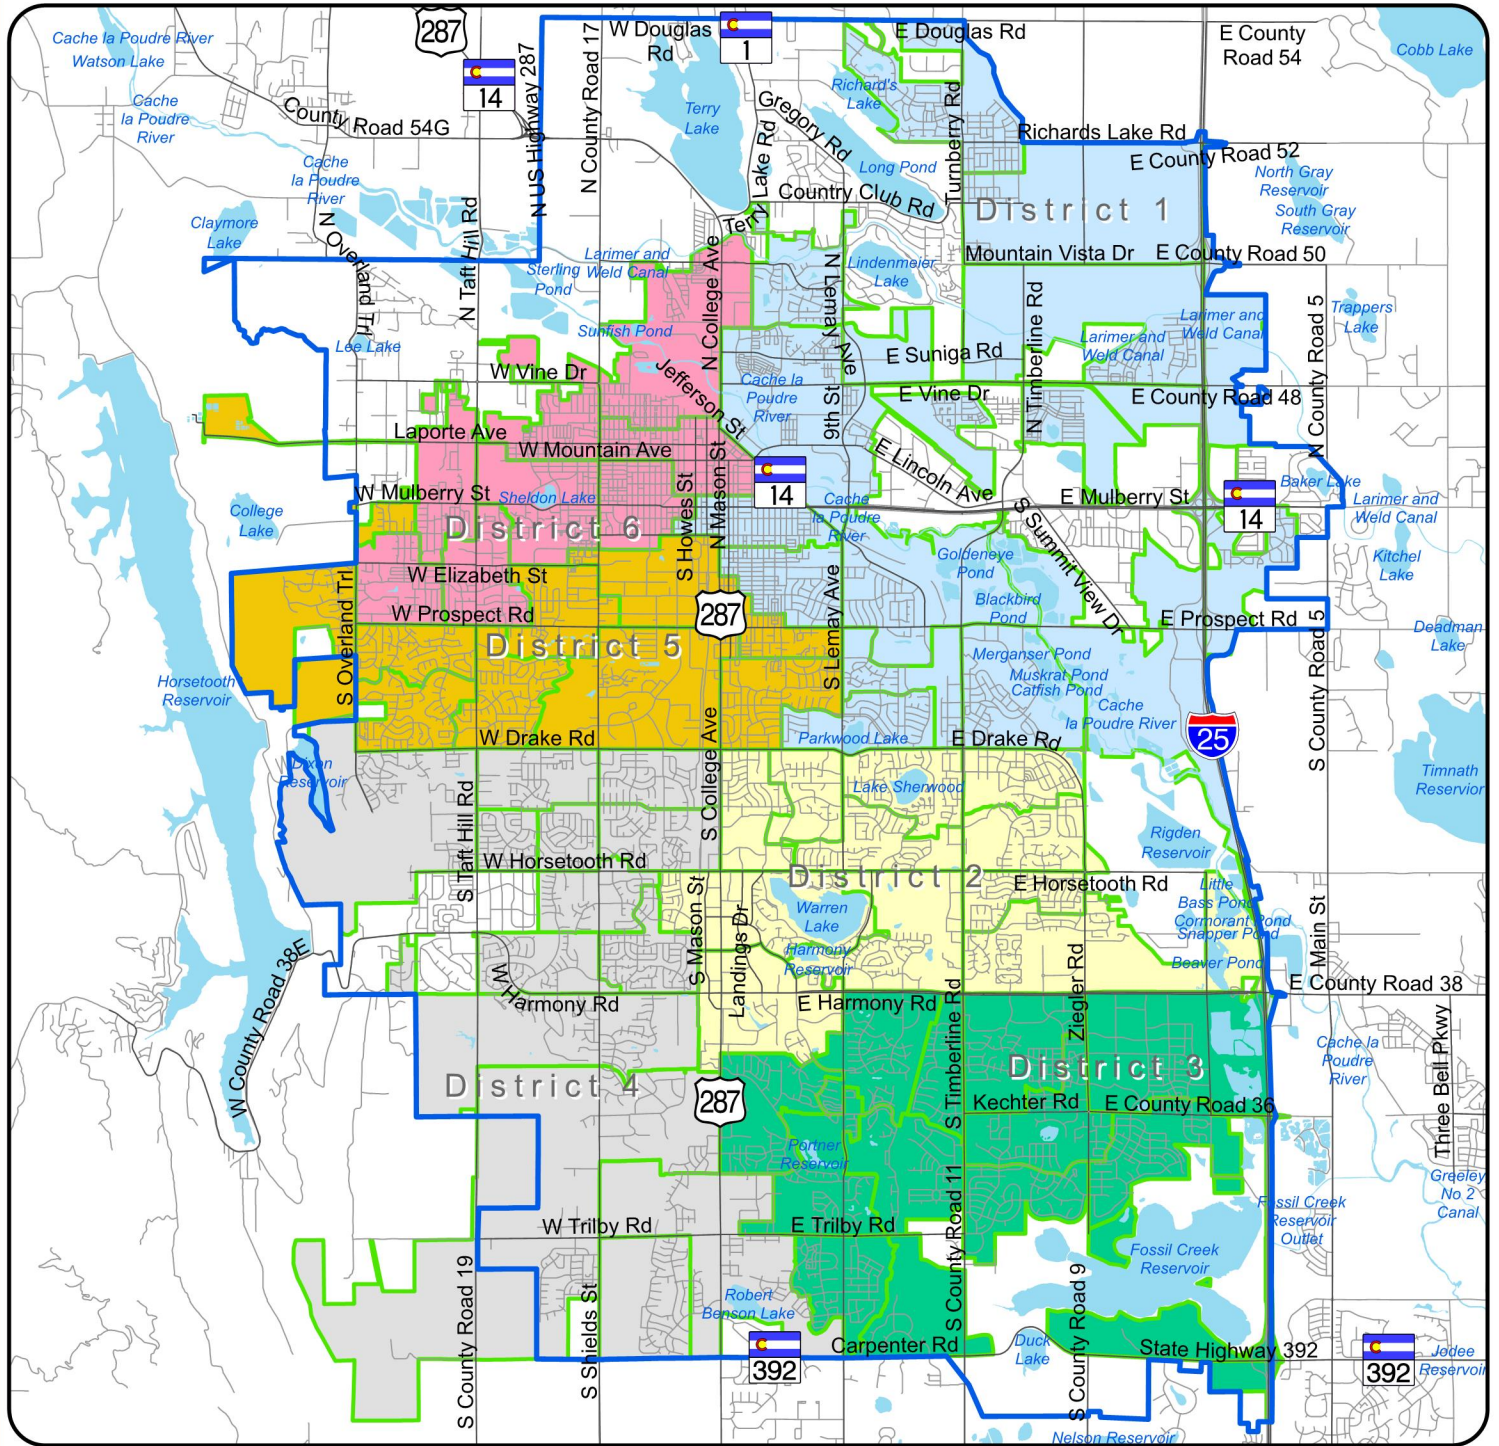 287
N US Highway 287
N County Road 17
W Douglas
Rd
1
E Douglas Rd
E County
Road 54
Cobb Lake
Cache la Poudre River
Watson Lake
14
Cache
la Poudre
River
County Road 54G
Terry
Lake
Gregory Rd
Richard's
Lake
Turnberry Rd
Richards Lake Rd
E County Road 52
Cache
la Poudre
River
Terry Lake Rd
Long Pond
Country Club Rd
District 1
North Gray
Reservoir
South Gray
Reservoir
Claymore
Lake
N Overland Trl
N Taft Hill Rd
Larimer and
Weld Canal
Sterling
Pond
N College Ave
N Lemay Ave
Lindenmeier
Lake
Mountain Vista Dr
E County Road 50
Trappers
Lake
N County Road 5
Sunfish Pond
Lee Lake
N Timberline Rd
Larimer and
Weld Canal
Larimer and
Weld Canal
E Suniga Rd
W Vine Dr
Jefferson St
Cache la
Poudre
River
9th St
E Vine Dr
E County Road 48
Laporte Ave
W Mountain Ave
N Mason St
14
E Lincoln Ave
W Mulberry St
Sheldon Lake
S Howes St
Cache
la Poudre
River
E Mulberry St
14
Baker Lake
Larimer and
Weld Canal
College
Lake
District 6
S Summit View Dr
Goldeneye
Pond
Kitchel
Lake
W Elizabeth St
S Overland Trl
W Prospect Rd
287
S Lemay Ave
Blackbird
Pond
E Prospect Rd
S County Road 5
Deadman
Lake
District 5
Merganser Pond
Muskrat Pond
Catfish Pond
Horsetooth
Reservoir
Cache
la Poudre River
25
W Drake Rd
S College Ave
Parkwood Lake
E Drake Rd
Dixon
Reservoir
Lake Sherwood
Timnath
Reservior
S Taft Hill Rd
W Horsetooth Rd
Rigden
Reservoir
District 2
E Horsetooth Rd
Little
Bass Pond
Cormorant Pond
Snapper Pond
Beaver Pond
S Mason St
Landings Dr
Warren
Lake
Harmony
Reservoir
Ziegler Rd
S Main St
W County Road 38E
W Harmony Rd
E Harmony Rd
S Timberline Rd
E County Road 38
Three Bell Pkwy
Cache la
Poudre
River
District 4
287
District 3
Kechter Rd
E County Road 36
Portner
Reservoir
Greeley
No 2
Canal
Fossil Creek
Reservoir
Outlet
W Trilby Rd
E Trilby Rd
S County Road 11
Fossil Creek
Reservoir
S County Road 19
S Shields St
Robert
Benson Lake
S County Road 9
392
Carpenter Rd
Duck
Lake
State Highway 392
392
Jodee
Reservoir
Nelson Reservoir